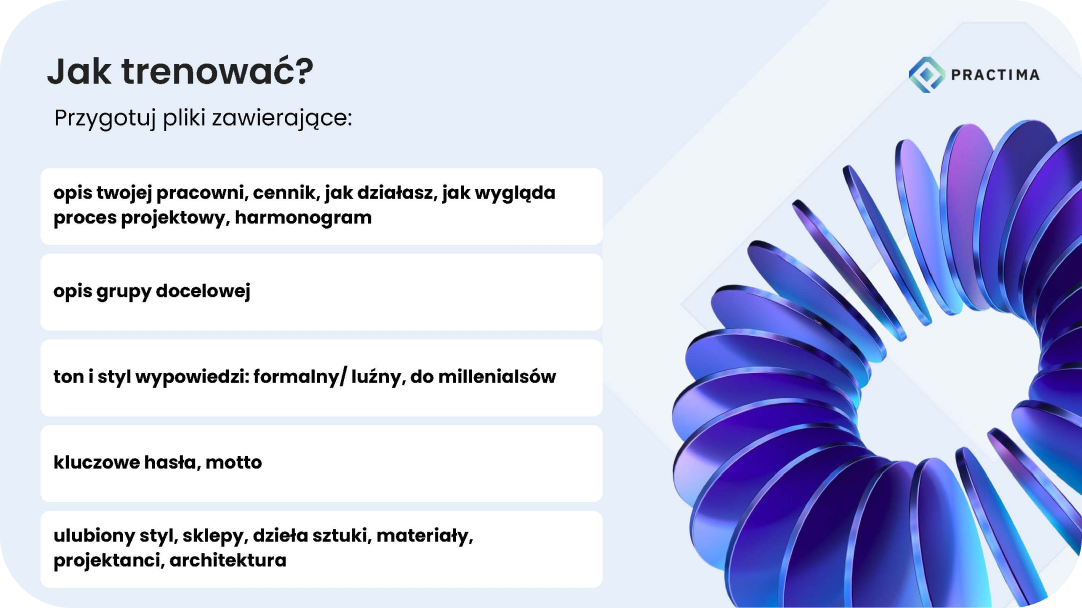 Jak trenować?
PRACTIMA
Przygotuj pliki zawierające:
opis twojej pracowni, cennik, jak działasz, jak wygląda
proces projektowy, harmonogram
opis grupy docelowej
ton i styl wypowiedzi: formalny/ luźny, do millenialsów
kluczowe hasła, motto
ulubiony styl, sklepy, dzieła sztuki, materiały,
projektanci, architektura